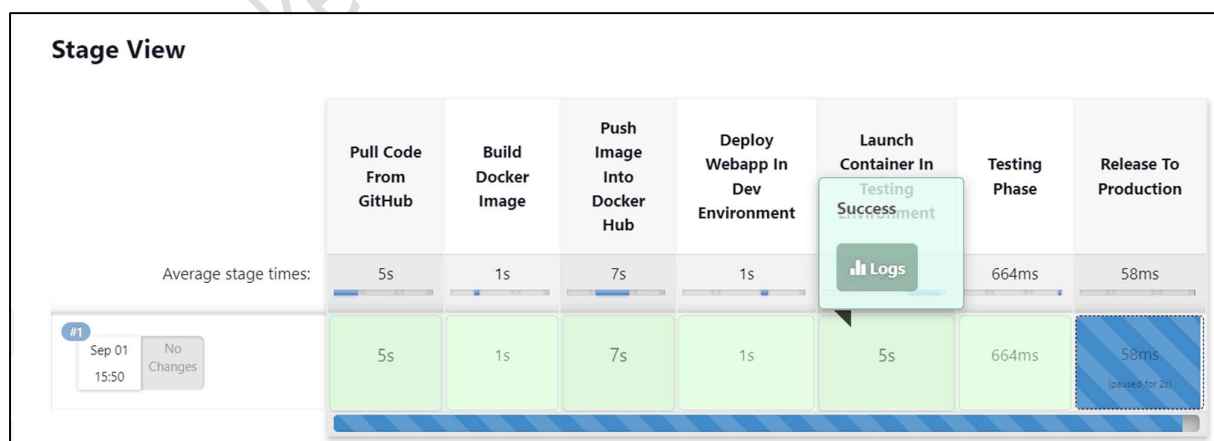 Stage View
Pull Code
From
GitHub
Build
Docker
Image
Push
Image
Into
Docker
Hub
Deploy
Webapp In
Dev
Environment
Launch
Container In
Testing
Environment
Testing
Phase
Release To
Production
Success
Logs
Average stage times:
5s
1s
7s
1s
664ms
58ms
#1
Sep 01
15:50
No
Changes
5s
1s
7s
1s
5s
664ms
58ms
(paused for 2s)